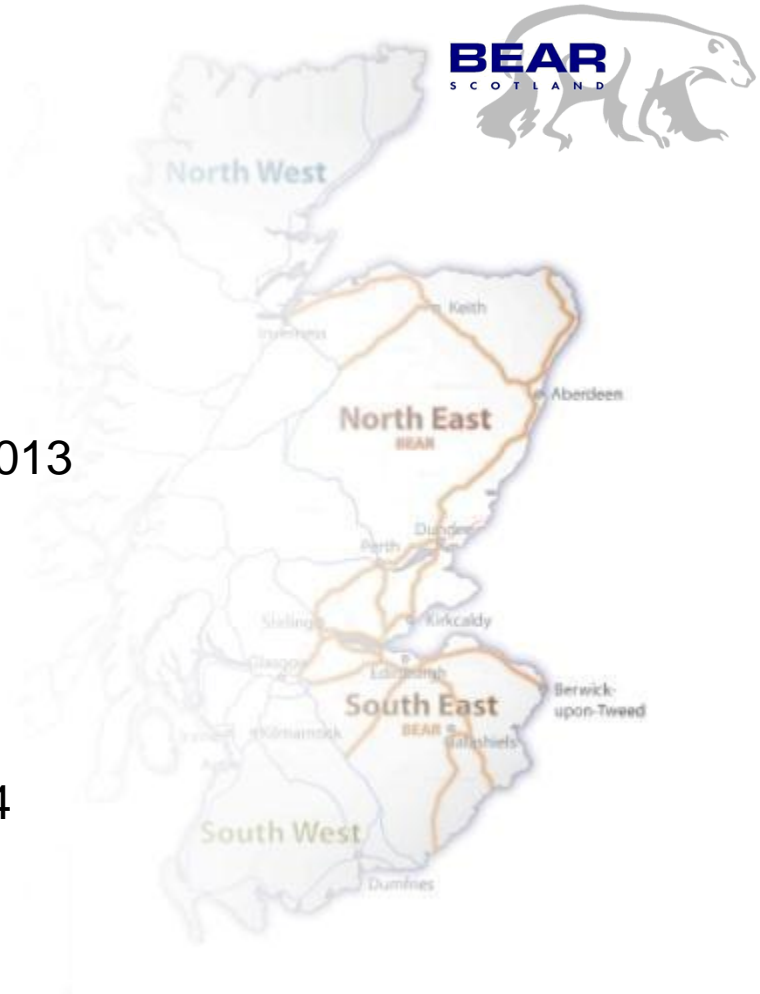 BEAR
SCOTLAND
North West
Keith
Inverness
Aberdeen
North East
BEAR
013
Dundee
Perth
Stirling
Kirkcaldy
Glasgow
Edinburgh
Berwick-
upon-Tweed
South East
BEAR
Galashiels
Kilmarnock
4
South West
Dumfries